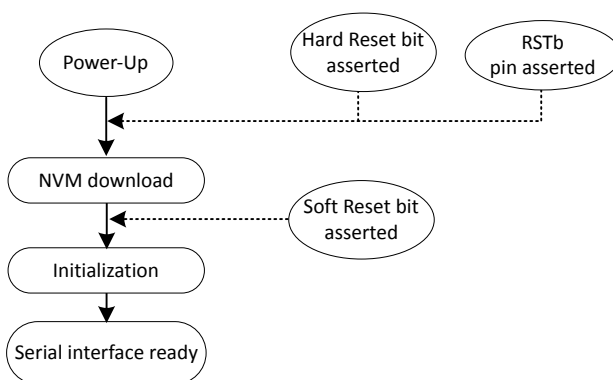 Power-Up
Hard Reset bit
asserted
RSTb
pin asserted
NVM download
Soft Reset bit
asserted
Initialization
Serial interface ready